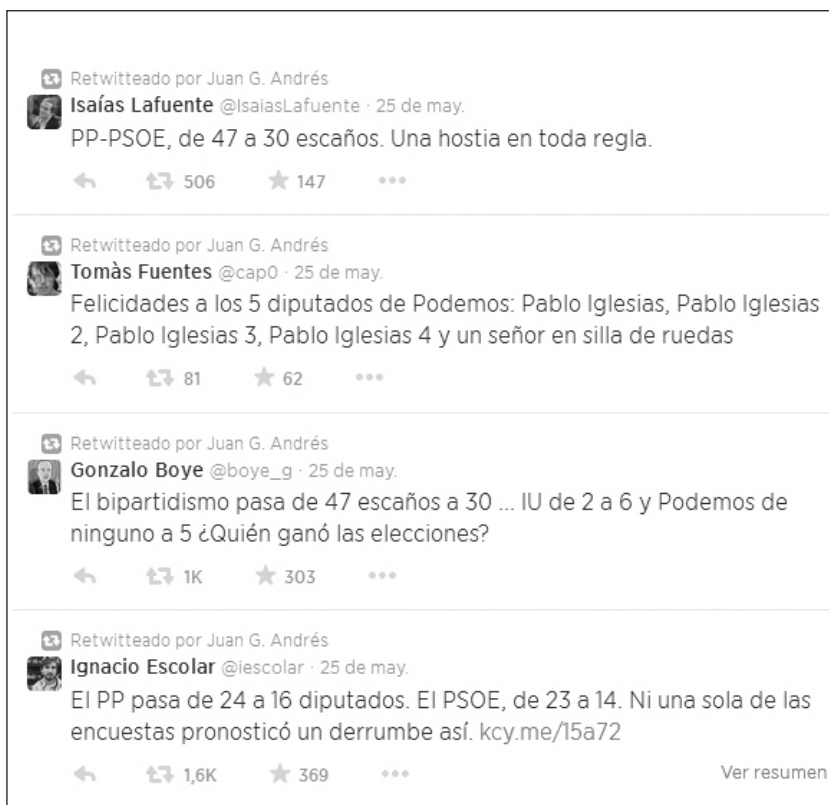 Retwitteado por Juan G. Andrés
Isaías Lafuente @IsaiasLafuente · 25 de may.
PP-PSOE, de 47 a 30 escaños. Una hostia en toda regla.
506 147
Retwitteado por Juan G. Andrés
Tomàs Fuentes @cap0 · 25 de may.
Felicidades a los 5 diputados de Podemos: Pablo Iglesias, Pablo Iglesias
2, Pablo Iglesias 3, Pablo Iglesias 4 y un señor en silla de ruedas
81 62
Retwitteado por Juan G. Andrés
Gonzalo Boye @boye_g · 25 de may.
El bipartidismo pasa de 47 escaños a 30 ... IU de 2 a 6 y Podemos de
ninguno a 5 ¿Quién ganó las elecciones?
1K 303
Retwitteado por Juan G. Andrés
Ignacio Escolar @iescolar · 25 de may.
El PP pasa de 24 a 16 diputados. El PSOE, de 23 a 14. Ni una sola de las
encuestas pronosticó un derrumbe así. kcy.me/15a72
1,6K 369 Ver resumen